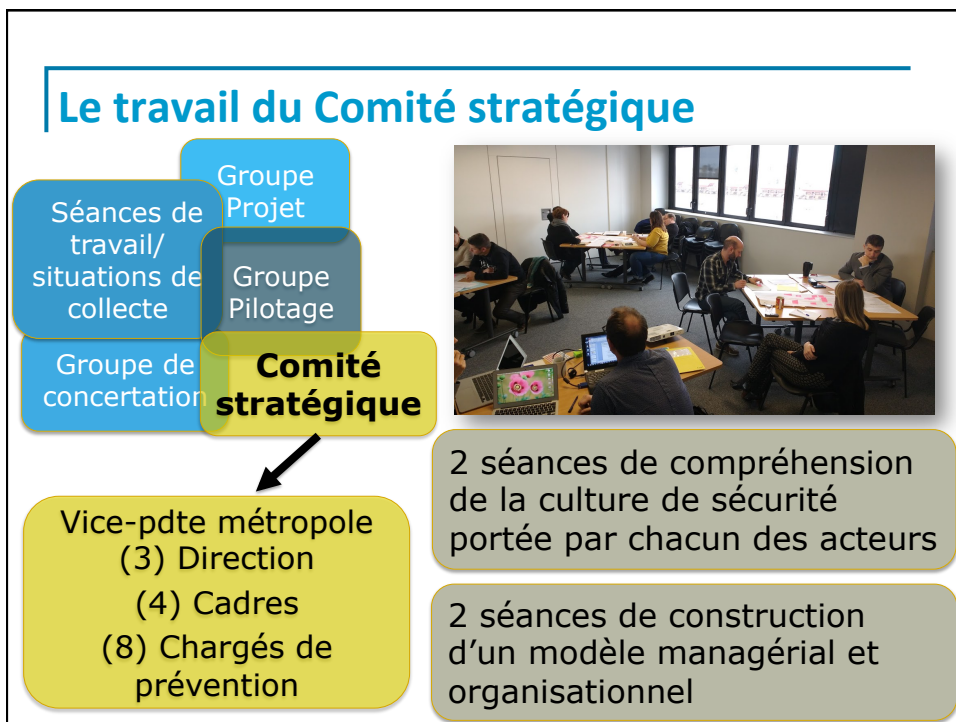 Le travail du Comité stratégique
Groupe
Projet
Séances de
travail/
situations de
collecte
Groupe
Pilotage
Groupe de
concertation
Comité
stratégique
Vice-pdte métropole
(3) Direction
(4) Cadres
(8) Chargés de
prévention
2 séances de compréhension
de la culture de sécurité
portée par chacun des acteurs
2 séances de construction
d’un modèle managérial et
organisationnel